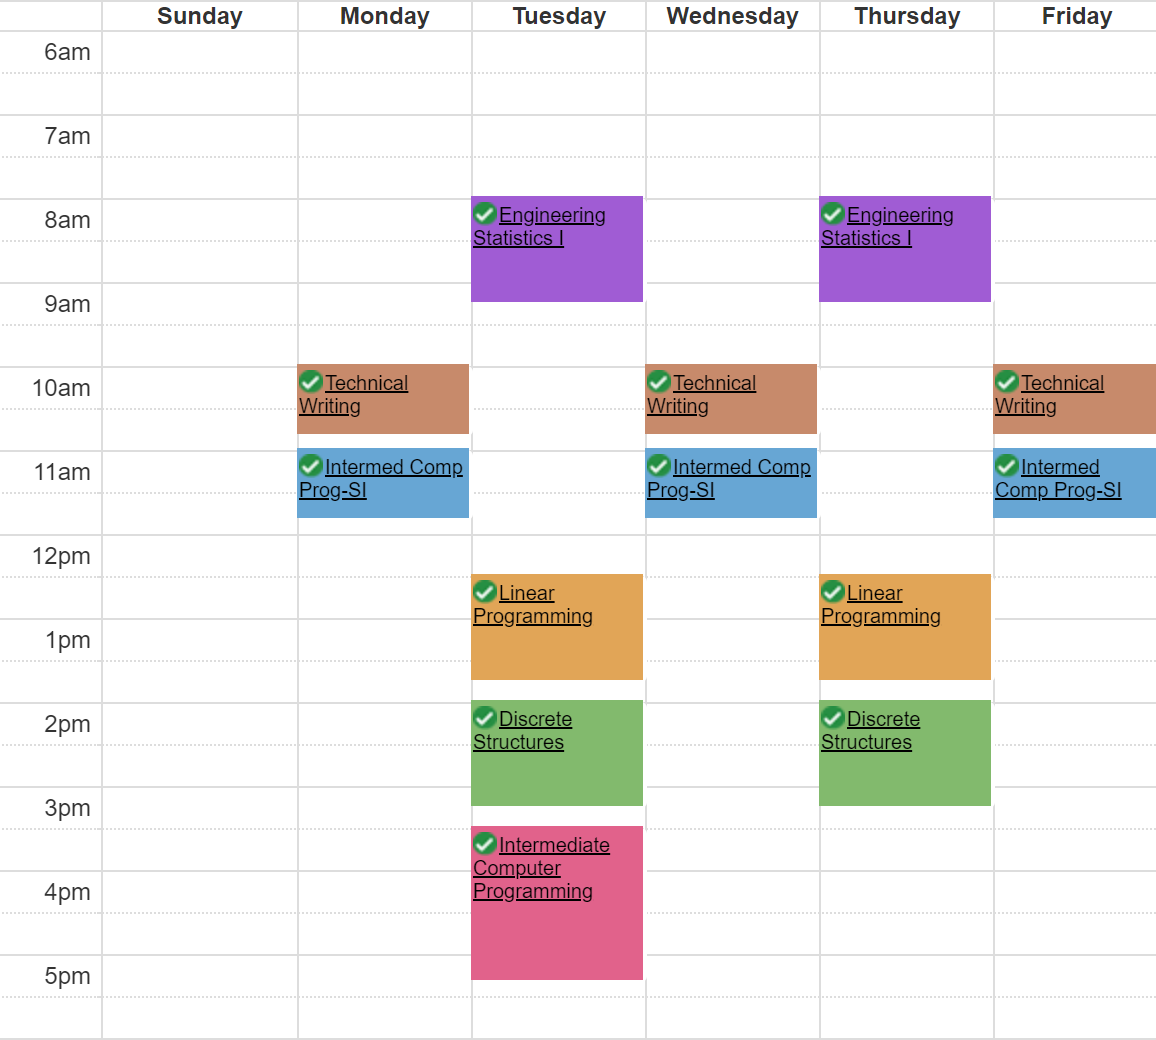 Sunday Monday Tuesday Wednesday Thursday Friday
6am
7am
8am
Engineering
Statistics I
Engineering
Statistics I
9am
10am
Technical
Writing
Technical
Writing
Technical
Writing
11am
Intermed Comp
Prog-SI
Intermed Comp
Prog-SI
Intermed
Comp Prog-SI
12pm
Linear
Programming
Linear
Programming
1pm
2pm
Discrete
Structures
Discrete
Structures
3pm
Intermediate
Computer
Programming
4pm
5pm